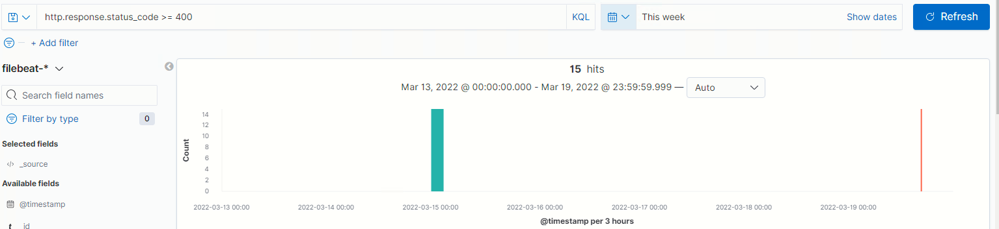 http.response.status_code >= 400 KQL This week Show dates Refresh
+ Add filter
filebeat-*
Search field names
Filter by type 0
Selected fields
_source
Available fields
@timestamp
t _id
15 hits
Mar 13, 2022 @ 00:00:00.000 - Mar 19, 2022 @ 23:59:59.999 — Auto
Count
14
12
10
8
6
4
2
0
2022-03-13 00:00 2022-03-14 00:00 2022-03-15 00:00 2022-03-16 00:00 2022-03-17 00:00 2022-03-18 00:00 2022-03-19 00:00
@timestamp per 3 hours